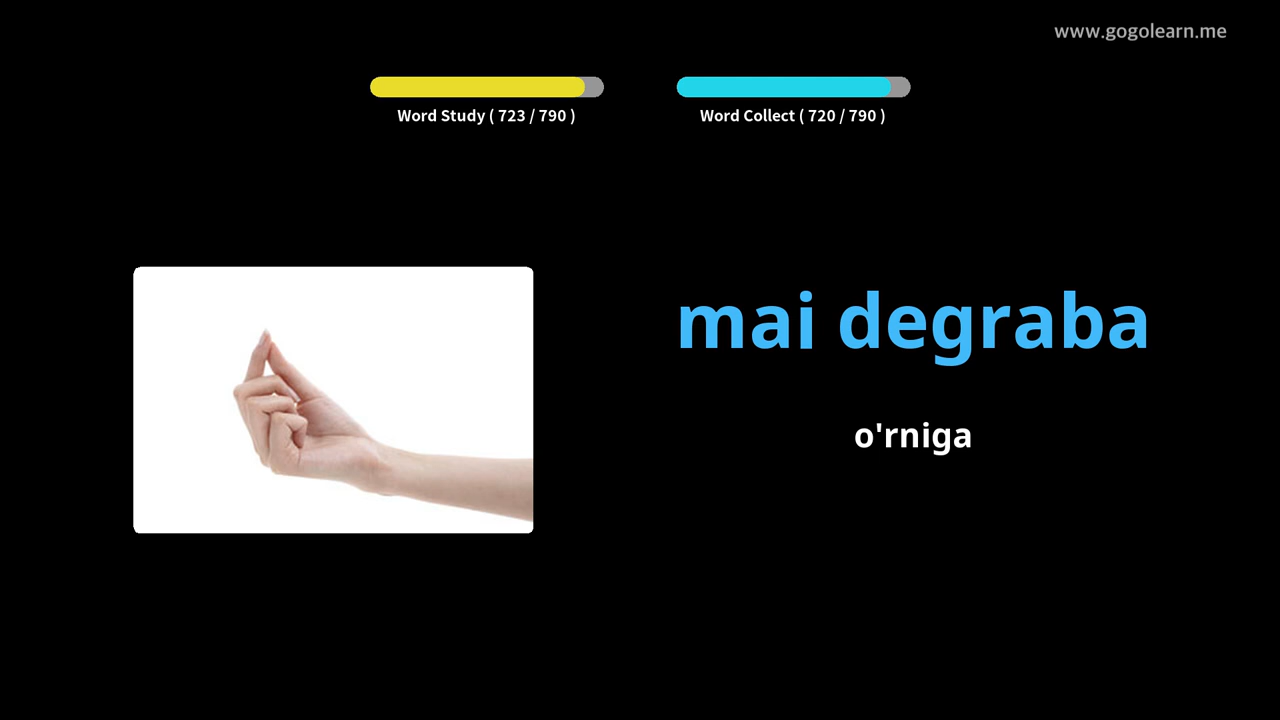 www.gogolearn.me
Word Study ( 723 / 790 )
Word Collect ( 720 / 790 )
mai degraba
o'rniga